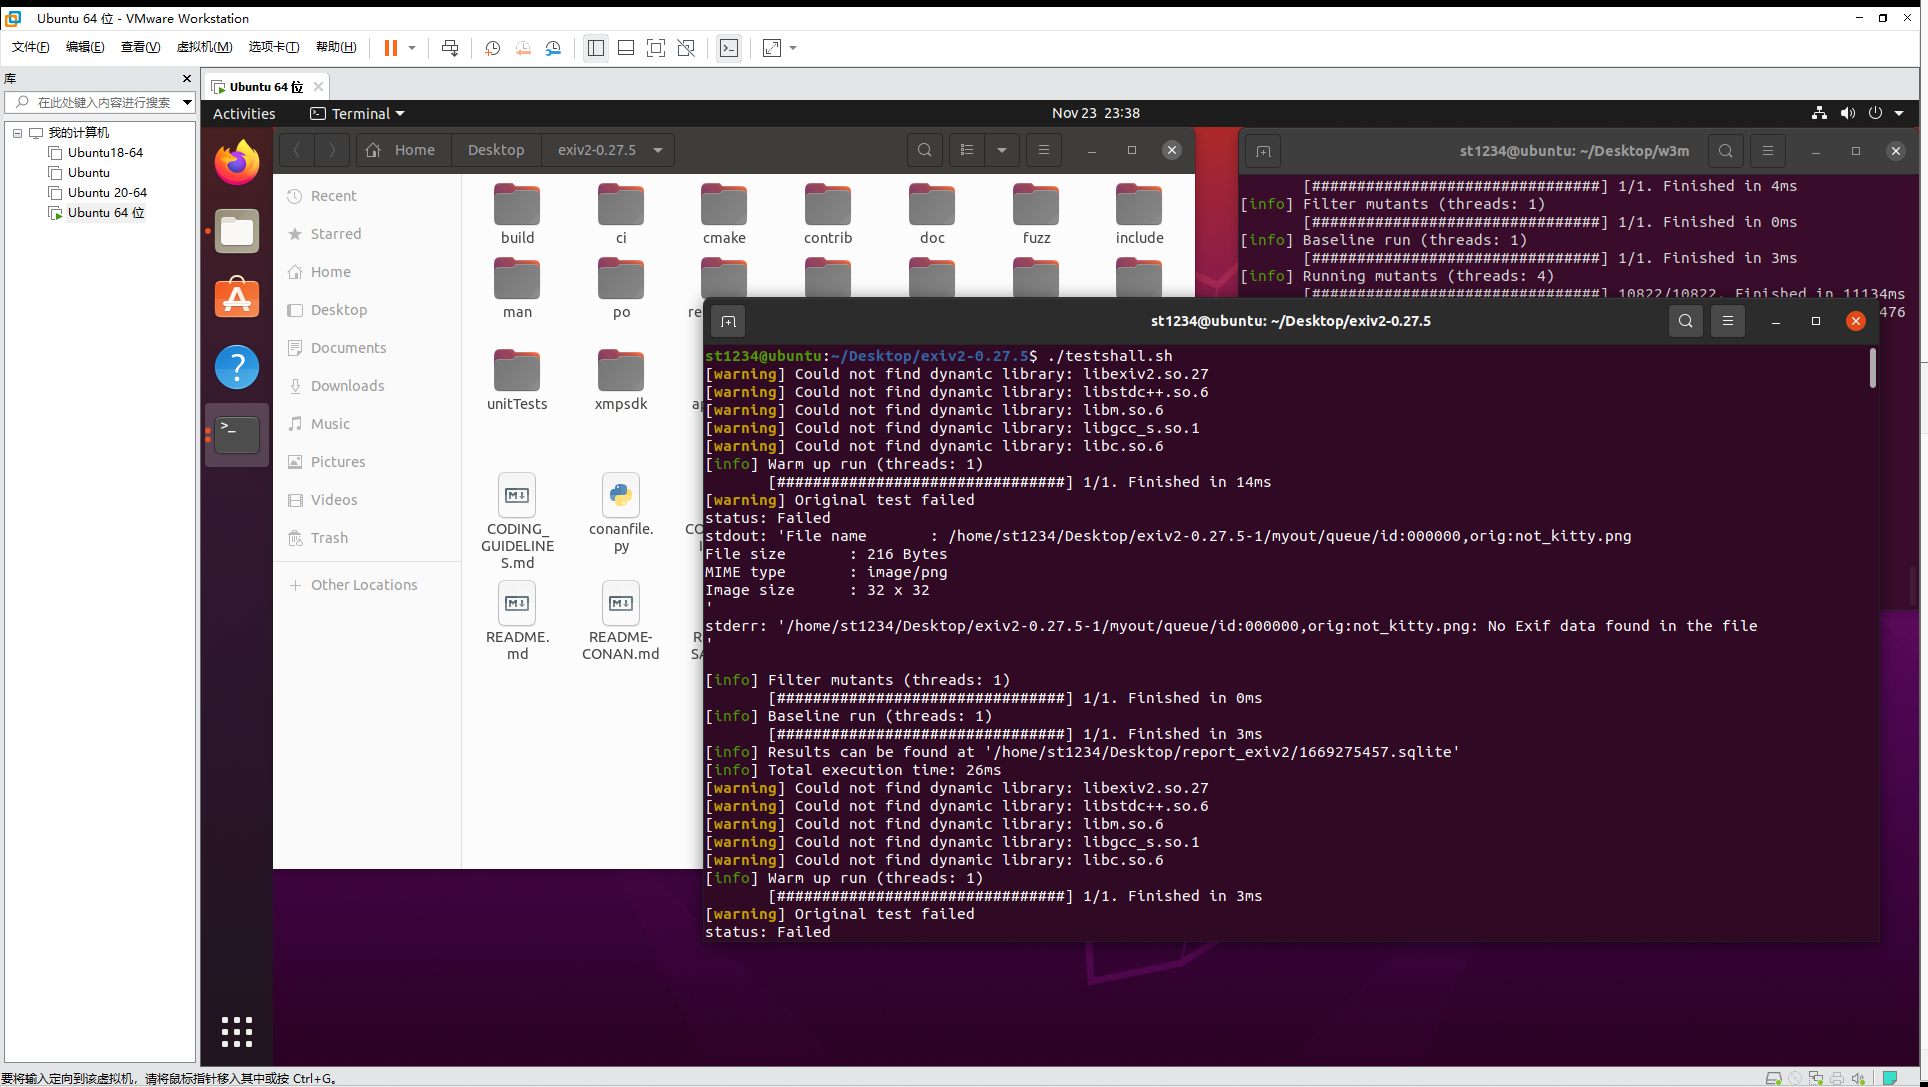 Ubuntu 64 位 - VMware Workstation
文件(F) 编辑(E) 查看(V) 虚拟机(M) 选项卡(T) 帮助(H)
库
在此处键入内容进行搜索
我的计算机
Ubuntu18-64
Ubuntu
Ubuntu 20-64
Ubuntu 64 位
Ubuntu 64 位
Activities
Terminal
Nov 23 23:38
Home
Desktop
exiv2-0.27.5
Recent
Starred
Home
Desktop
Documents
Downloads
Music
Pictures
Videos
Trash
Other Locations
build
ci
cmake
contrib
doc
fuzz
include
man
po
re
unitTests
xmpsdk
CODING_
GUIDELINE
S.md
conanfile.
py
README.
md
README-
CONAN.md
st1234@ubuntu: ~/Desktop/w3m
[################################] 1/1. Finished in 4ms
[info] Filter mutants (threads: 1)
[################################] 1/1. Finished in 0ms
[info] Baseline run (threads: 1)
[################################] 1/1. Finished in 3ms
[info] Running mutants (threads: 4)
[################################] 10822/10822. Finished in 11134ms
476
st1234@ubuntu: ~/Desktop/exiv2-0.27.5
st1234@ubuntu:~/Desktop/exiv2-0.27.5$ ./testshall.sh
[warning] Could not find dynamic library: libexiv2.so.27
[warning] Could not find dynamic library: libstdc++.so.6
[warning] Could not find dynamic library: libm.so.6
[warning] Could not find dynamic library: libgcc_s.so.1
[warning] Could not find dynamic library: libc.so.6
[info] Warm up run (threads: 1)
[################################] 1/1. Finished in 14ms
[warning] Original test failed
status: Failed
stdout: 'File name       : /home/st1234/Desktop/exiv2-0.27.5-1/myout/queue/id:000000,orig:not_kitty.png
File size       : 216 Bytes
MIME type       : image/png
Image size      : 32 x 32
'
stderr: '/home/st1234/Desktop/exiv2-0.27.5-1/myout/queue/id:000000,orig:not_kitty.png: No Exif data found in the file
'
[info] Filter mutants (threads: 1)
[################################] 1/1. Finished in 0ms
[info] Baseline run (threads: 1)
[################################] 1/1. Finished in 3ms
[info] Results can be found at '/home/st1234/Desktop/report_exiv2/1669275457.sqlite'
[info] Total execution time: 26ms
[warning] Could not find dynamic library: libexiv2.so.27
[warning] Could not find dynamic library: libstdc++.so.6
[warning] Could not find dynamic library: libm.so.6
[warning] Could not find dynamic library: libgcc_s.so.1
[warning] Could not find dynamic library: libc.so.6
[info] Warm up run (threads: 1)
[################################] 1/1. Finished in 3ms
[warning] Original test failed
status: Failed
要将输入定向到该虚拟机，请将鼠标指针移入其中或按 Ctrl+G。